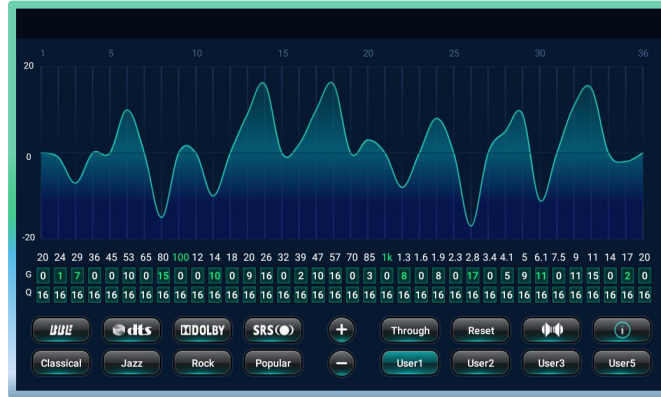 1 5 10 15 20 25 30 36
20
0
-20
20 24 29 36 45 53 65 80 100 12 14 18 20 26 32 39 47 57 70 85 1k 1.3 1.6 1.9 2.3 2.8 3.4 4.1 5 6.1 7.5 9 11 14 17 20
G 0 1 7 0 0 10 0 15 0 0 10 0 9 16 0 2 10 16 0 3 0 8 0 8 0 17 0 5 9 11 0 11 15 0 2 0
Q 16 16 16 16 16 16 16 16 16 16 16 16 16 16 16 16 16 16 16 16 16 16 16 16 16 16 16 16 16 16 16 16 16 16 16 16
dts DOLBY SRS + Through Reset i
Classical Jazz Rock Popular − User1 User2 User3 User5